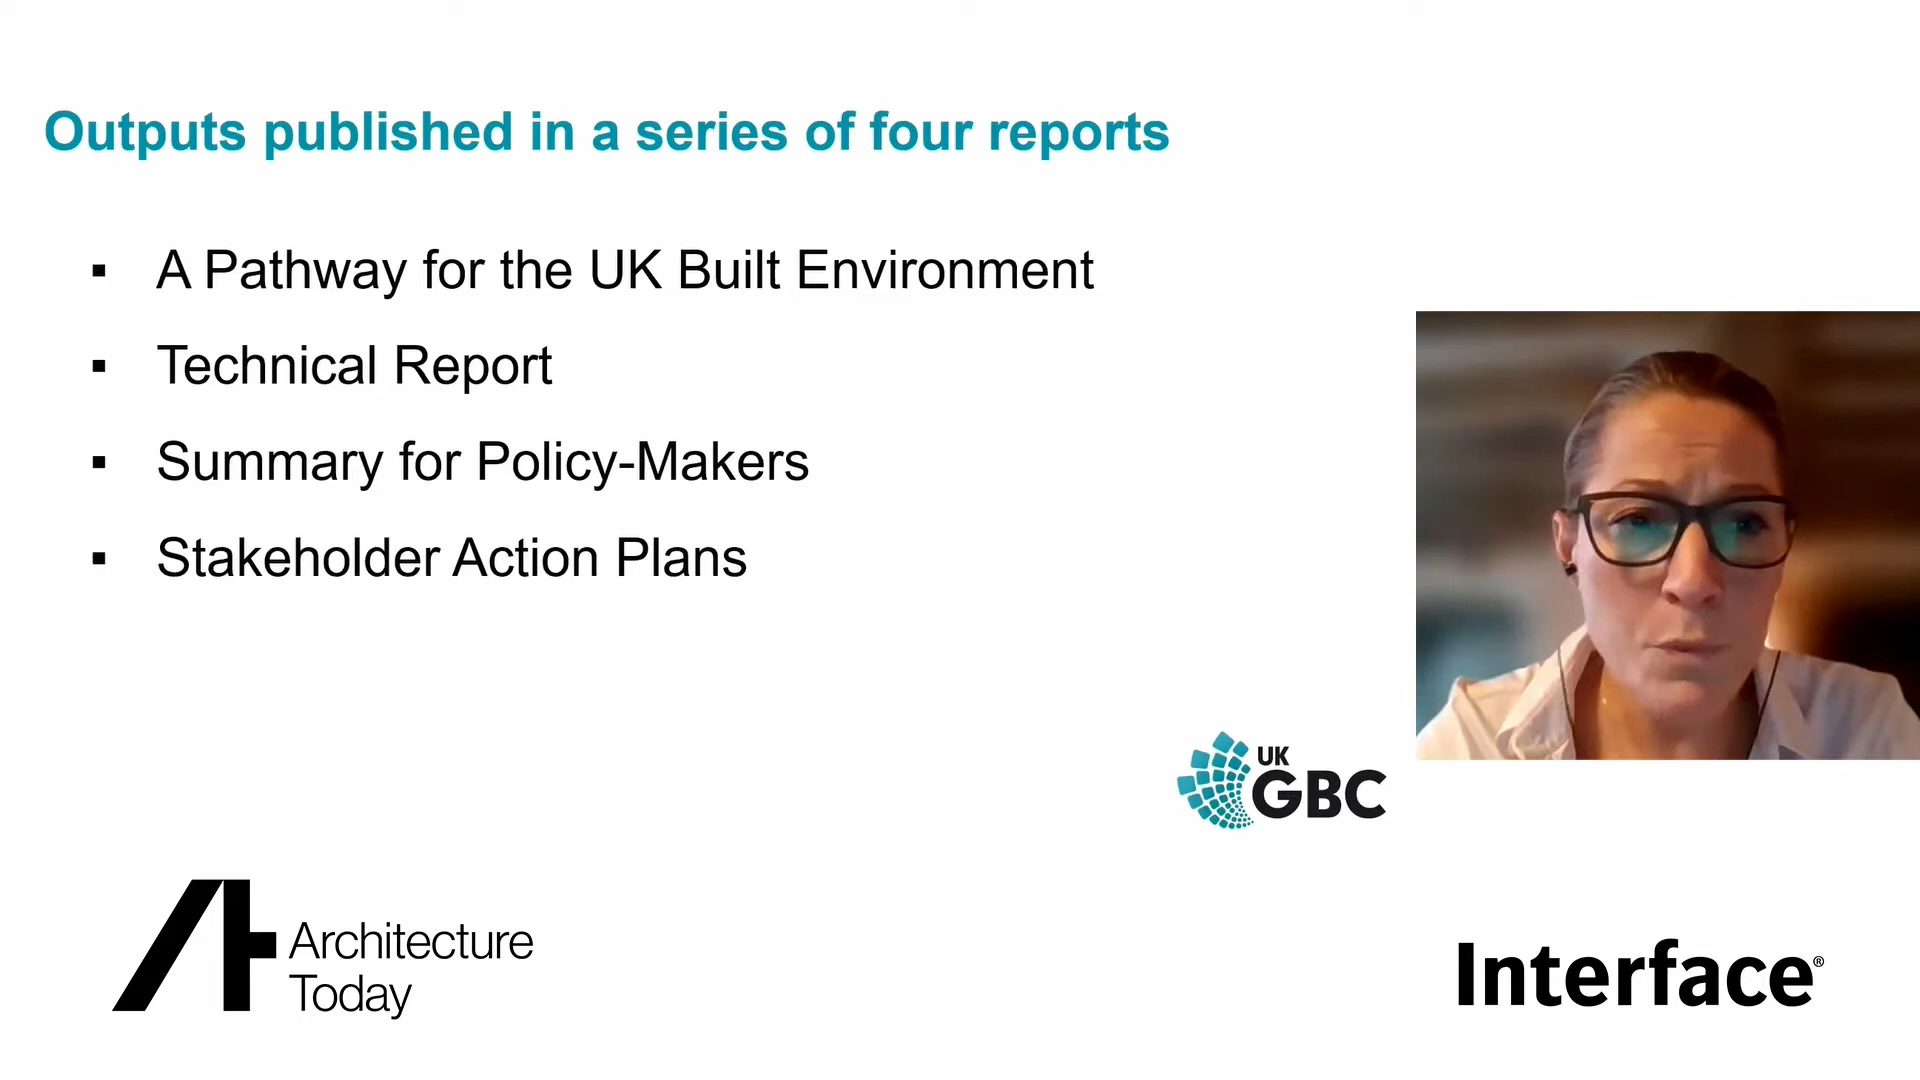 Outputs published in a series of four reports
▪ A Pathway for the UK Built Environment
▪ Technical Report
▪ Summary for Policy-Makers
▪ Stakeholder Action Plans
UK
GBC
Architecture
Today
Interface®